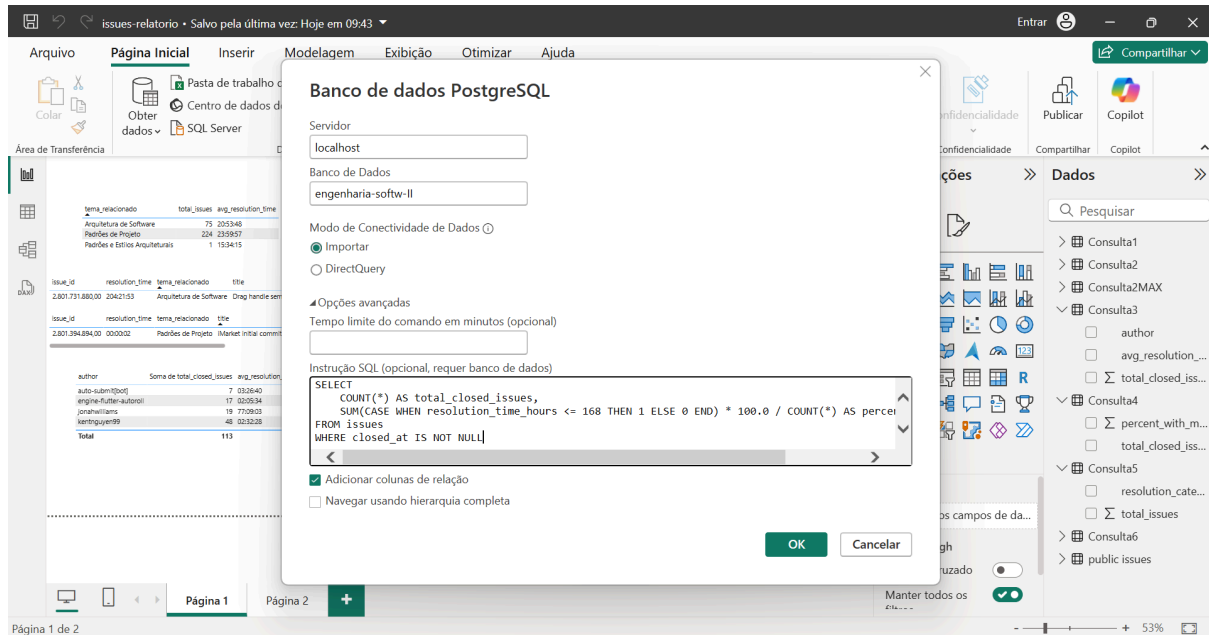 issues-relatorio • Salvo pela última vez: Hoje em 09:43
Entrar
Arquivo
Página Inicial
Inserir
Modelagem
Exibição
Otimizar
Ajuda
Compartilhar
Colar
Área de Transferência
Obter dados
Pasta de trabalho d
Centro de dados d
SQL Server
Confidencialidade
Publicar
Compartilhar
Copilot
Copilot
Banco de dados PostgreSQL
Servidor
localhost
Banco de Dados
engenharia-softw-II
Modo de Conectividade de Dados
Importar
DirectQuery
Opções avançadas
Tempo limite do comando em minutos (opcional)
Instrução SQL (opcional, requer banco de dados)
SELECT
COUNT(*) AS total_closed_issues,
SUM(CASE WHEN resolution_time_hours <= 168 THEN 1 ELSE 0 END) * 100.0 / COUNT(*) AS percer
FROM issues
WHERE closed_at IS NOT NULL
Adicionar colunas de relação
Navegar usando hierarquia completa
OK
Cancelar
tema_relacionado total_issues avg_resolution_time
Arquitetura de Software 75 20:53:48
Padrões de Projeto 224 23:59:57
Padrões e Estilos Arquiteturais 1 15:34:15
issue_id resolution_time tema_relacionado title
2.801.731.880,00 204:21:53 Arquitetura de Software Drag handle sem
issue_id resolution_time tema_relacionado title
2.801.394.894,00 00:00:02 Padrões de Projeto iMarket initial commit
author Soma de total_closed_issues avg_resolution_
auto-submit[bot] 7 03:26:40
engine-flutter-autoroll 17 02:05:34
jonahwilliams 19 77:09:03
kentnguyen99 48 02:32:28
Total 113
ções
Dados
Pesquisar
Consulta1
Consulta2
Consulta2MAX
Consulta3
author
avg_resolution_...
total_closed_iss...
Consulta4
percent_with_m...
total_closed_iss...
Consulta5
resolution_cate...
total_issues
Consulta6
public issues
os campos de da...
gh
ruzado
Manter todos os
Página 1
Página 2
Página 1 de 2
53%